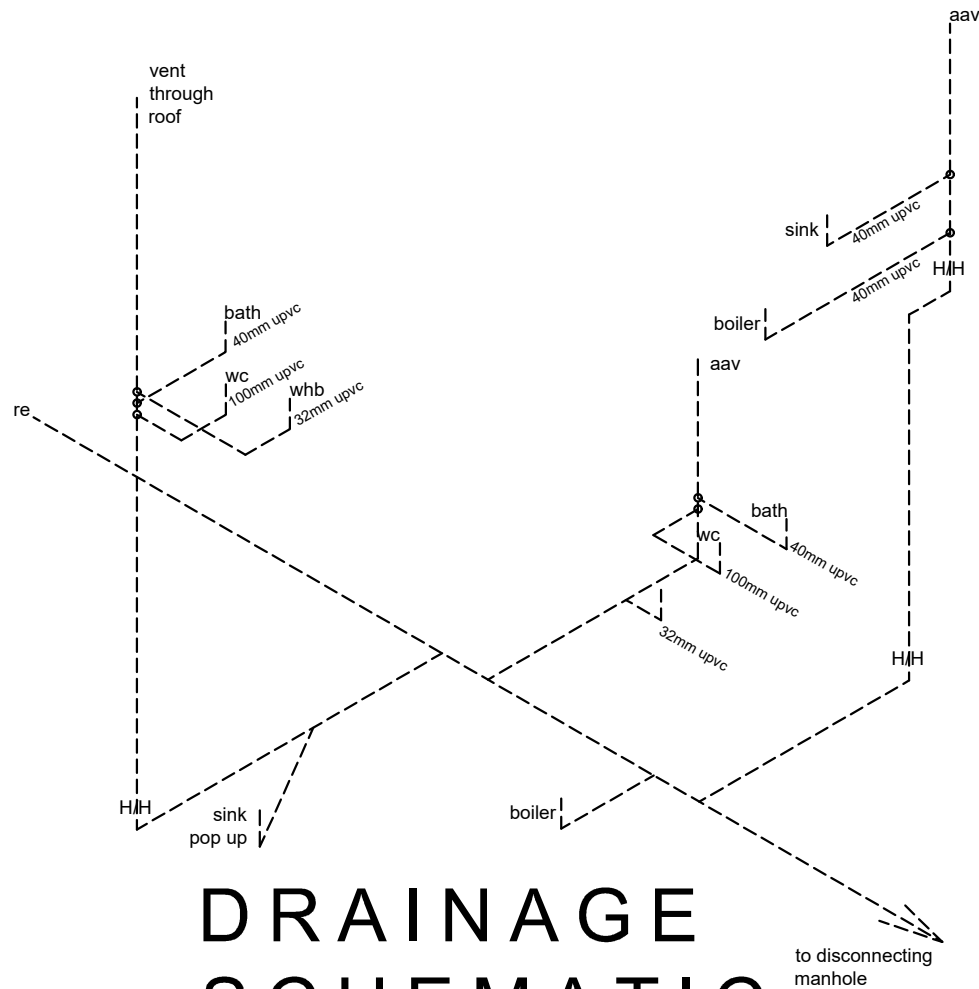 aav
vent
through
roof
sink
40mm upvc
H/H
40mm upvc
boiler
bath
40mm upvc
aav
wc
100mm upvc
whb
32mm upvc
re
bath
wc
40mm upvc
100mm upvc
32mm upvc
H/H
H/H
sink
pop up
boiler
DRAINAGE
SCHEMATIC
to disconnecting
manhole